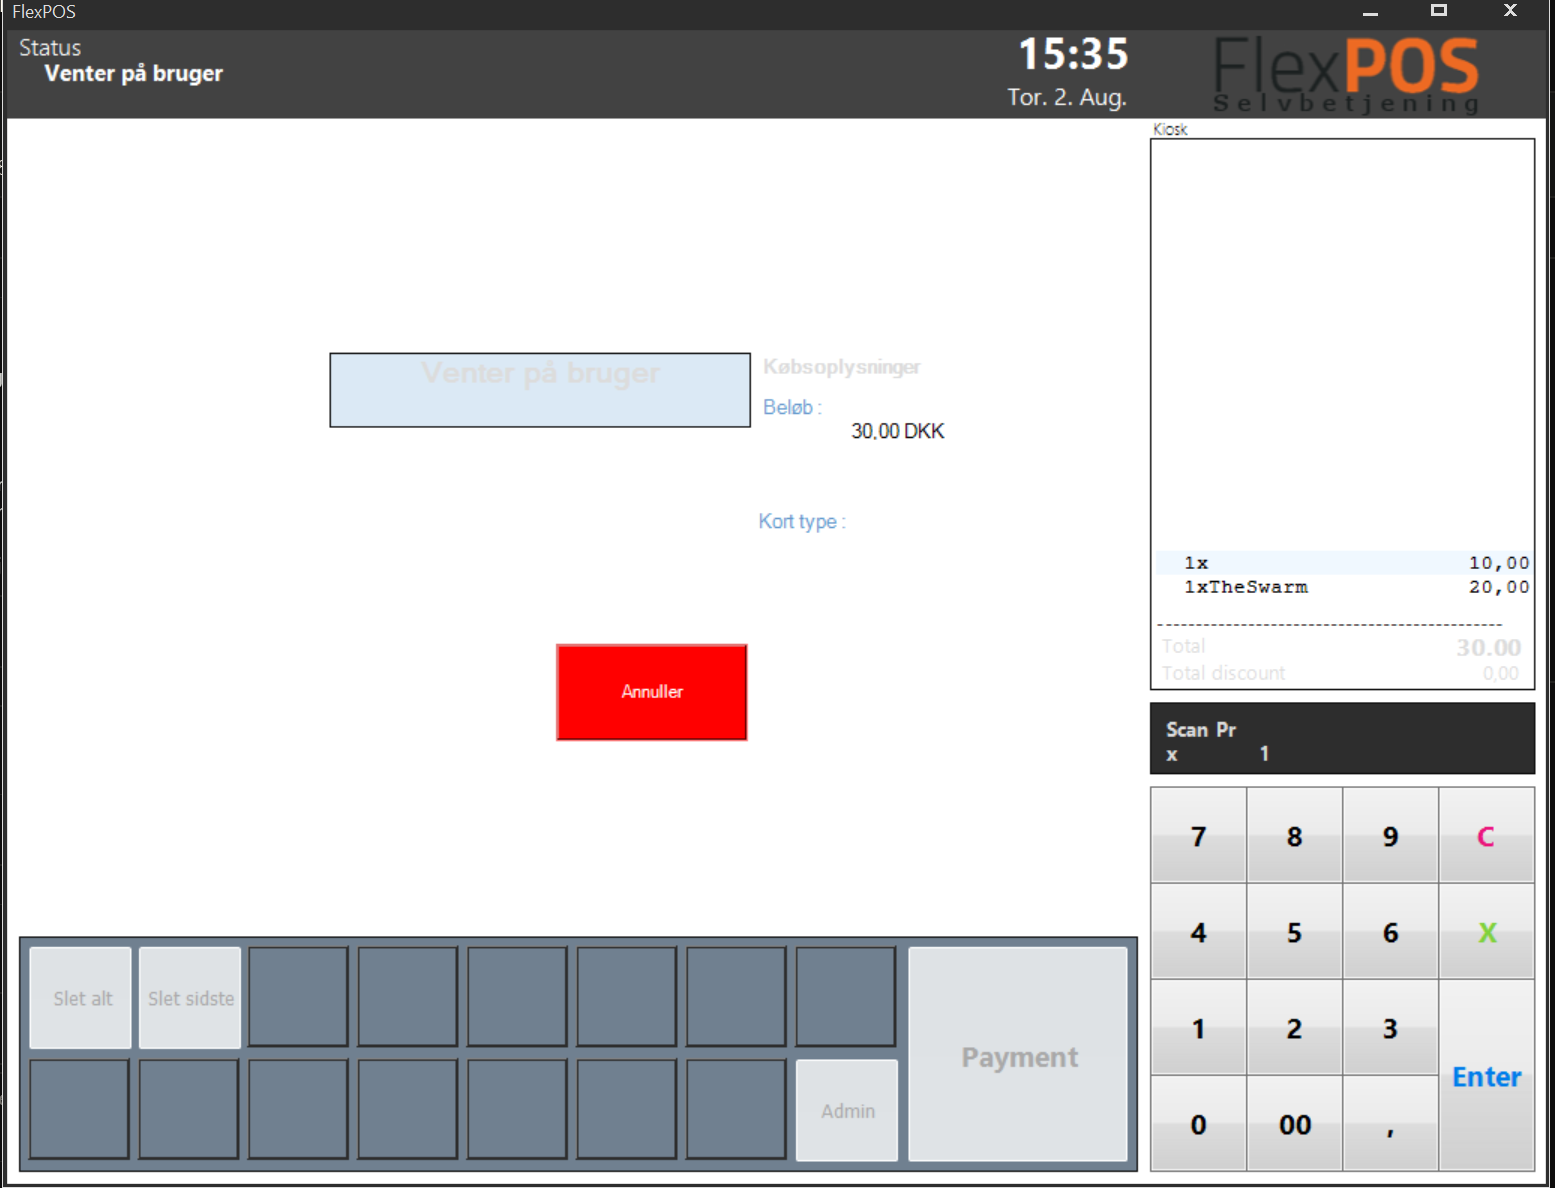 FlexPOS
Status
Venter på bruger
15:35
Tor. 2. Aug.
FlexPOS
Selvbetjening
Kiosk
Venter på bruger
Købsoplysninger
Beløb :
30.00 DKK
Kort type :
Annuller
1x 10,00
1xTheSwarm 20,00
--------------------------------------------
Total 30.00
Total discount 0,00
Scan Pr
x 1
7 8 9 C
4 5 6 X
1 2 3
Enter
0 00 ,
Slet alt
Slet sidste
Admin
Payment